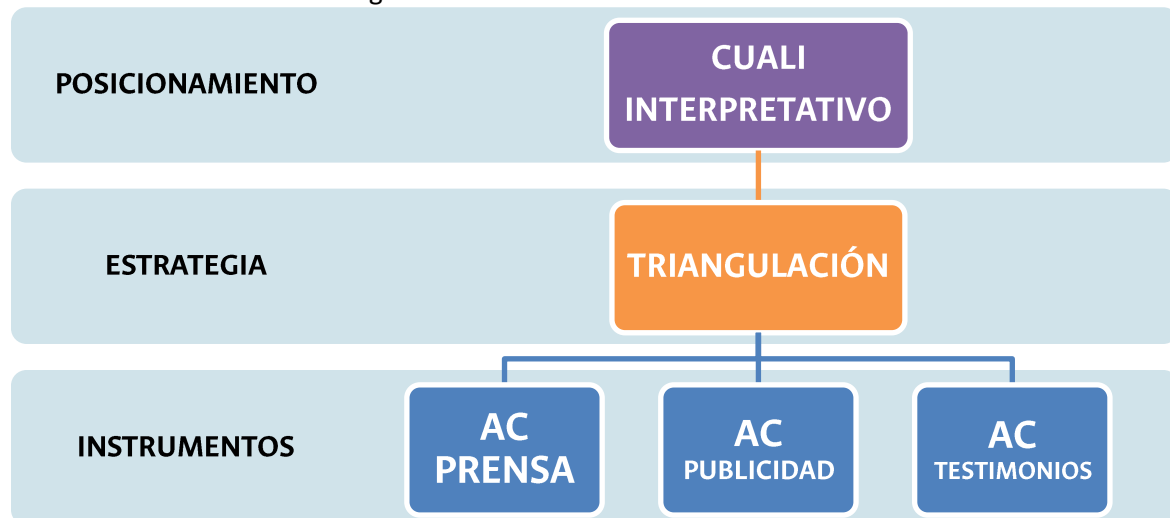 POSICIONAMIENTO
CUALI
INTERPRETATIVO
ESTRATEGIA
TRIANGULACIÓN
INSTRUMENTOS
AC
PRENSA
AC
PUBLICIDAD
AC
TESTIMONIOS